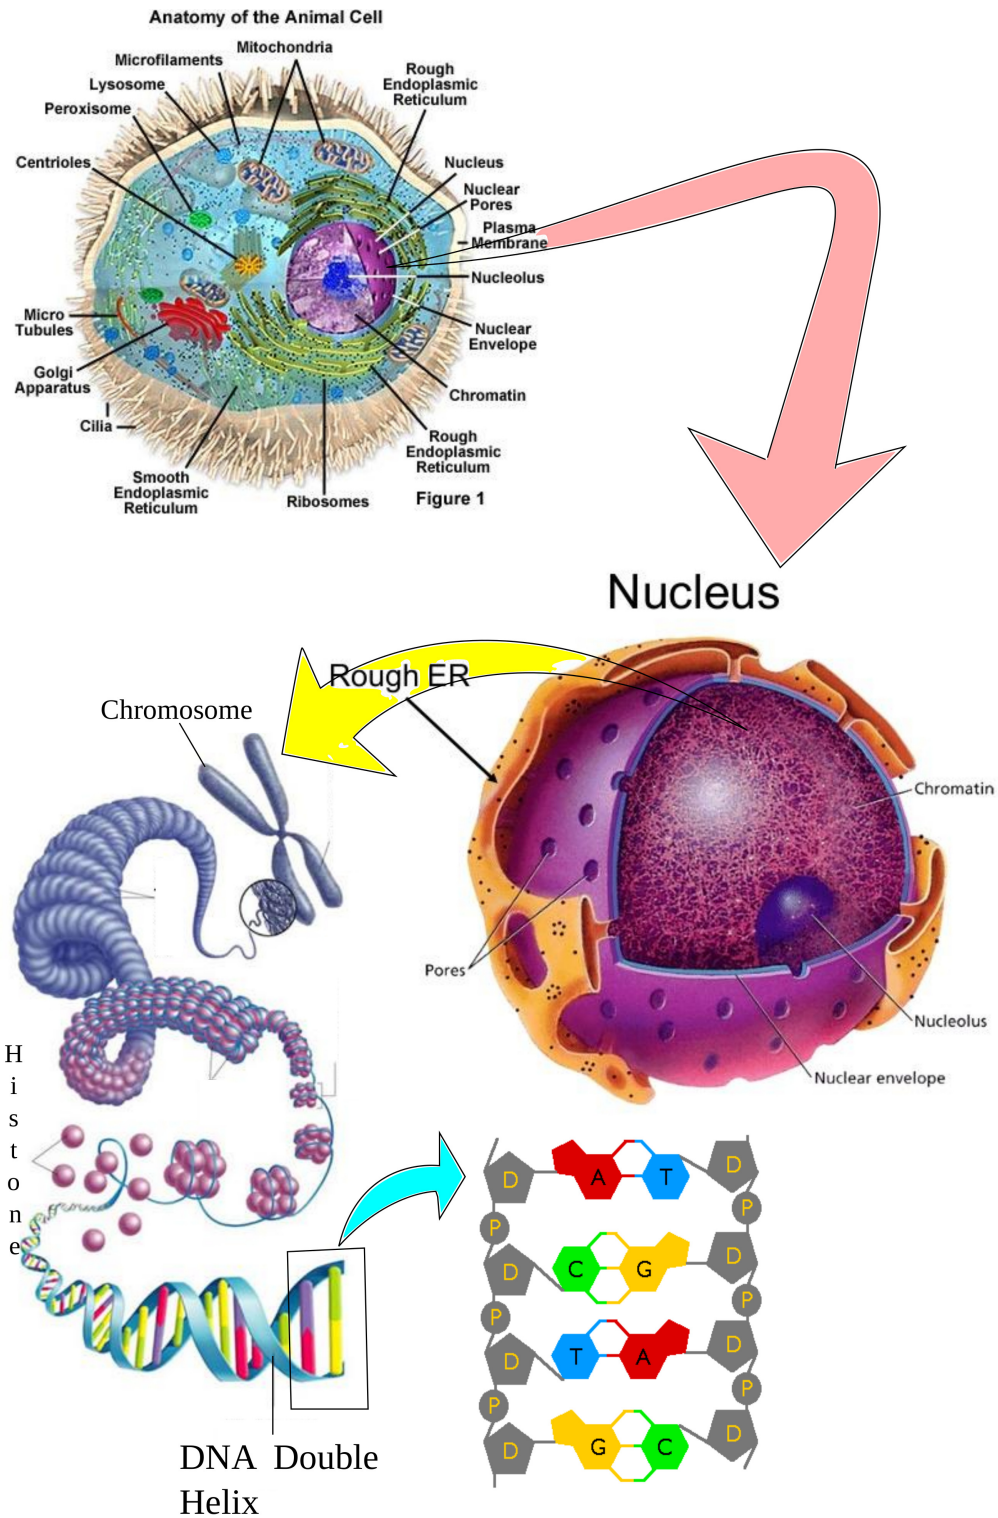 Anatomy of the Animal Cell
Mitochondria
Microfilaments
Lysosome
Peroxisome
Centrioles
Rough
Endoplasmic
Reticulum
Nucleus
Nuclear
Pores
Plasma
Membrane
Nucleolus
Nuclear
Envelope
Chromatin
Rough
Endoplasmic
Reticulum
Figure 1
Ribosomes
Smooth
Endoplasmic
Reticulum
Cilia
Golgi
Apparatus
Micro
Tubules
Nucleus
Rough ER
Chromatin
Pores
Nucleolus
Nuclear envelope
Chromosome
Histone
DNA Double
Helix
D A T D
P P
D C G D
P P
D T A D
P P
D G C D